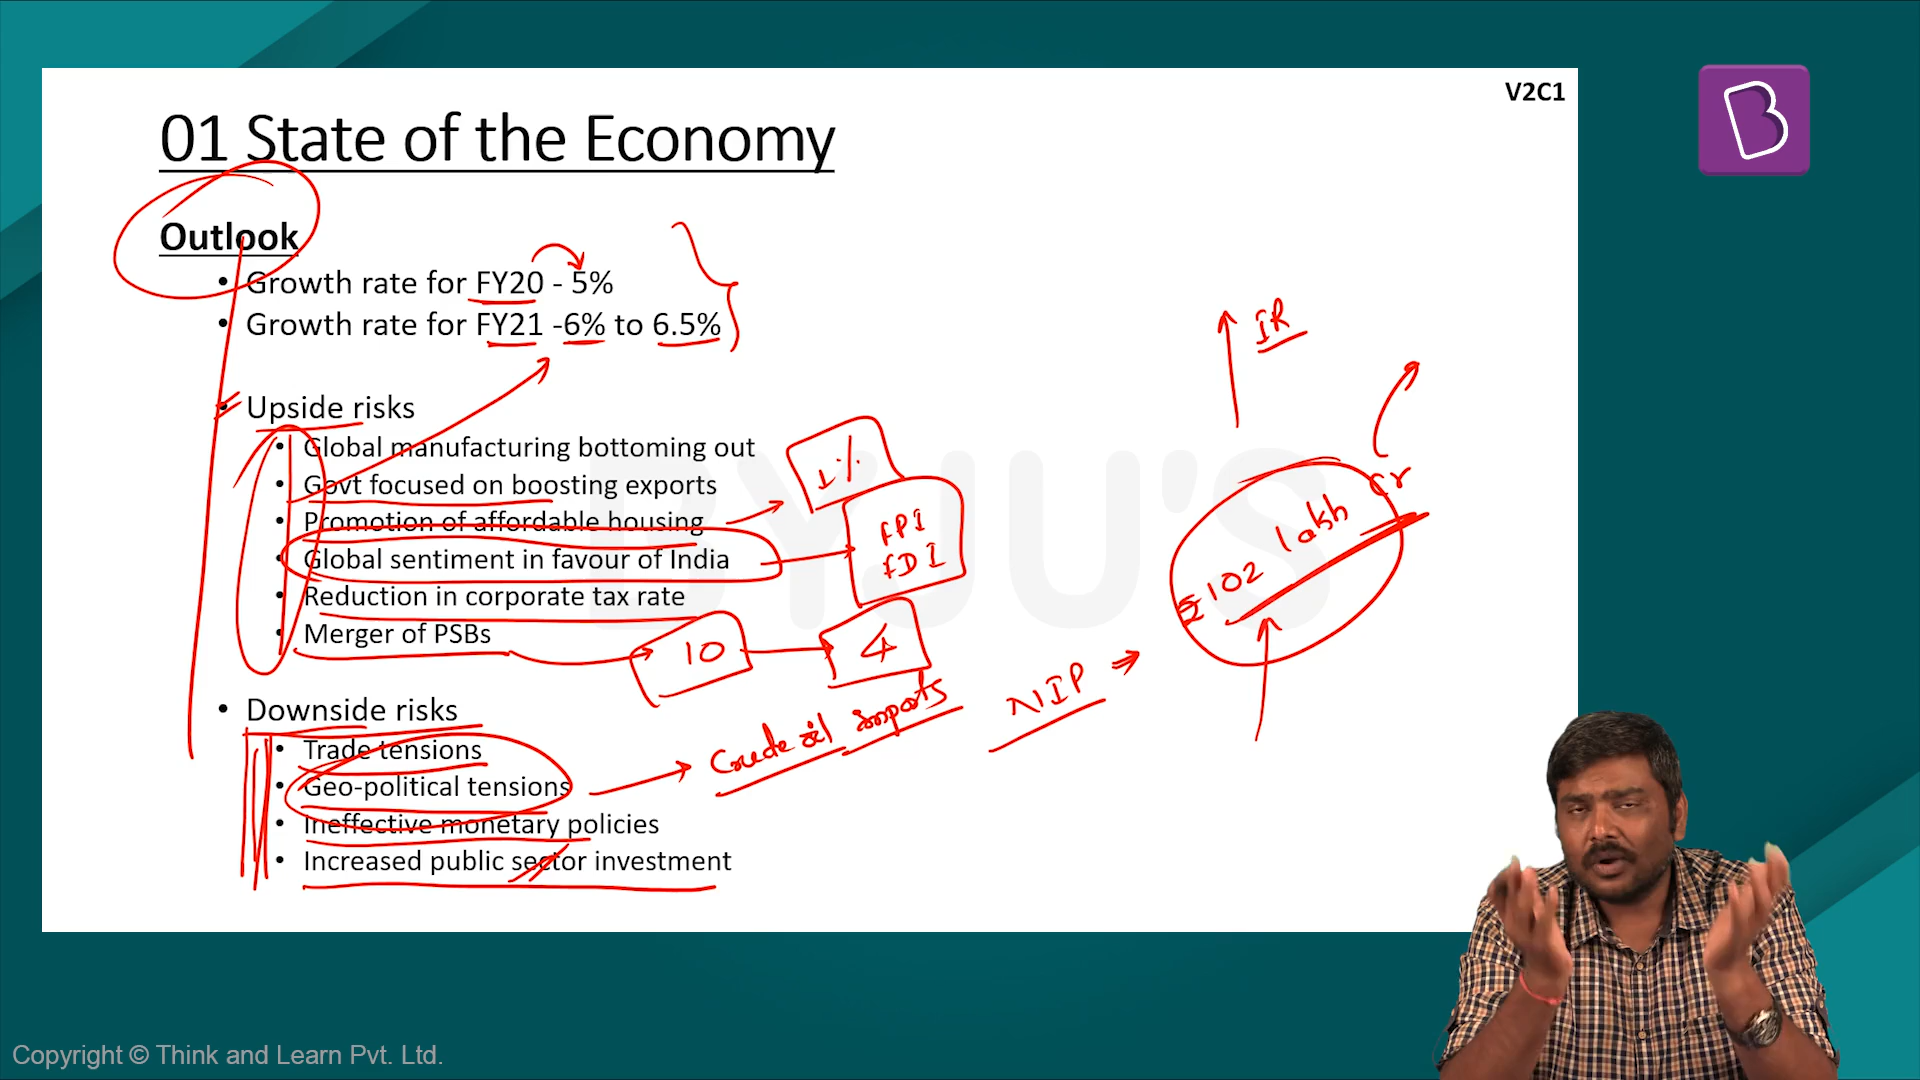 V2C1
B
01 State of the Economy
Outlook
• Growth rate for FY20 - 5%
• Growth rate for FY21 -6% to 6.5%
IR
• Upside risks
• Global manufacturing bottoming out
1%
• Govt focused on boosting exports
• Promotion of affordable housing
FPI
• Global sentiment in favour of India
FDI
₹102 lakh Cr
• Reduction in corporate tax rate
• Merger of PSBs
10
4
BYJU'S
NIP
• Downside risks
• Trade tensions
Crude oil imports
• Geo-political tensions
• Ineffective monetary policies
• Increased public sector investment
Copyright © Think and Learn Pvt. Ltd.